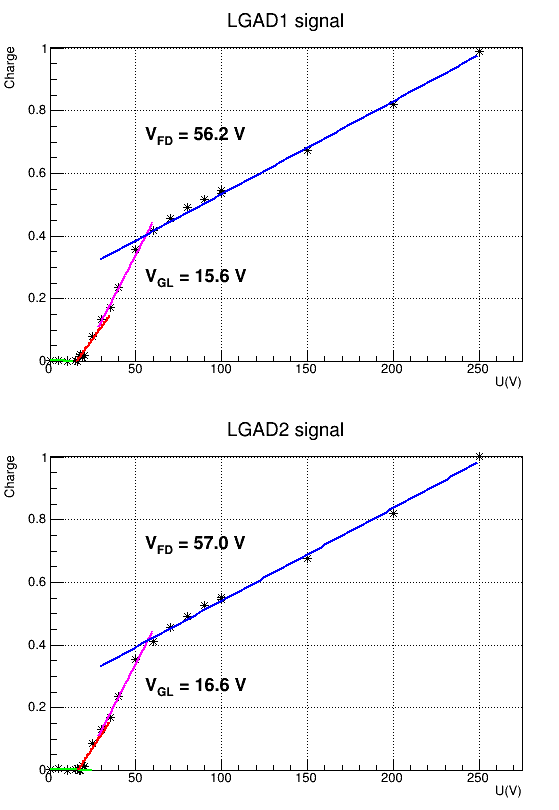 LGAD1 signal
Charge
1
0.8
V_FD = 56.2 V
0.6
0.4
V_GL = 15.6 V
0.2
0
0 50 100 150 200 250
U(V)
LGAD2 signal
Charge
1
0.8
V_FD = 57.0 V
0.6
0.4
V_GL = 16.6 V
0.2
0
0 50 100 150 200 250
U(V)